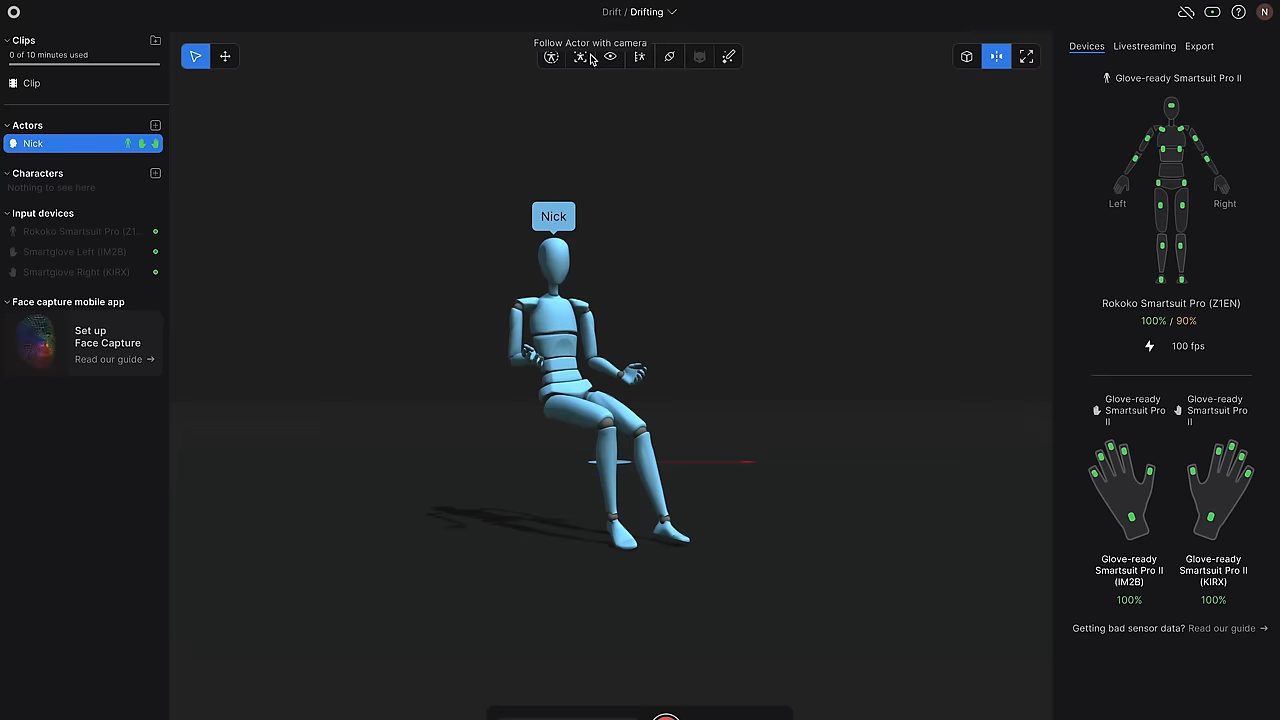 Drift / Drifting
N
Clips
0 of 10 minutes used
Clip
Actors
Nick
Characters
Nothing to see here
Input devices
Rokoko Smartsuit Pro (Z1...
Smartglove Left (IM2B)
Smartglove Right (KIRX)
Face capture mobile app
Set up
Face Capture
Read our guide →
Follow Actor with camera
Nick
Devices Livestreaming Export
Glove-ready Smartsuit Pro II
Left Right
Rokoko Smartsuit Pro (Z1EN)
100% / 90%
100 fps
Glove-ready
Smartsuit Pro
II
Glove-ready
Smartsuit Pro
II
Glove-ready
Smartsuit Pro II
(IM2B)
100%
Glove-ready
Smartsuit Pro II
(KIRX)
100%
Getting bad sensor data? Read our guide →